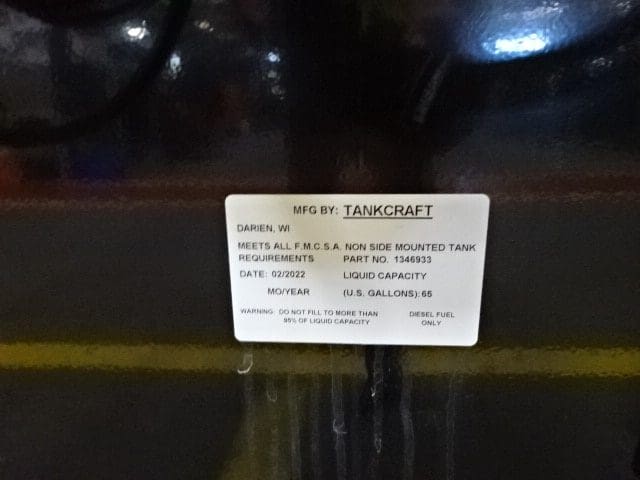 MFG BY: TANKCRAFT
DARIEN, WI
MEETS ALL F.M.C.S.A. NON SIDE MOUNTED TANK
REQUIREMENTS PART NO. 1346933
DATE: 02/2022 LIQUID CAPACITY
MO/YEAR (U.S. GALLONS): 65
WARNING: DO NOT FILL TO MORE THAN DIESEL FUEL
95% OF LIQUID CAPACITY ONLY